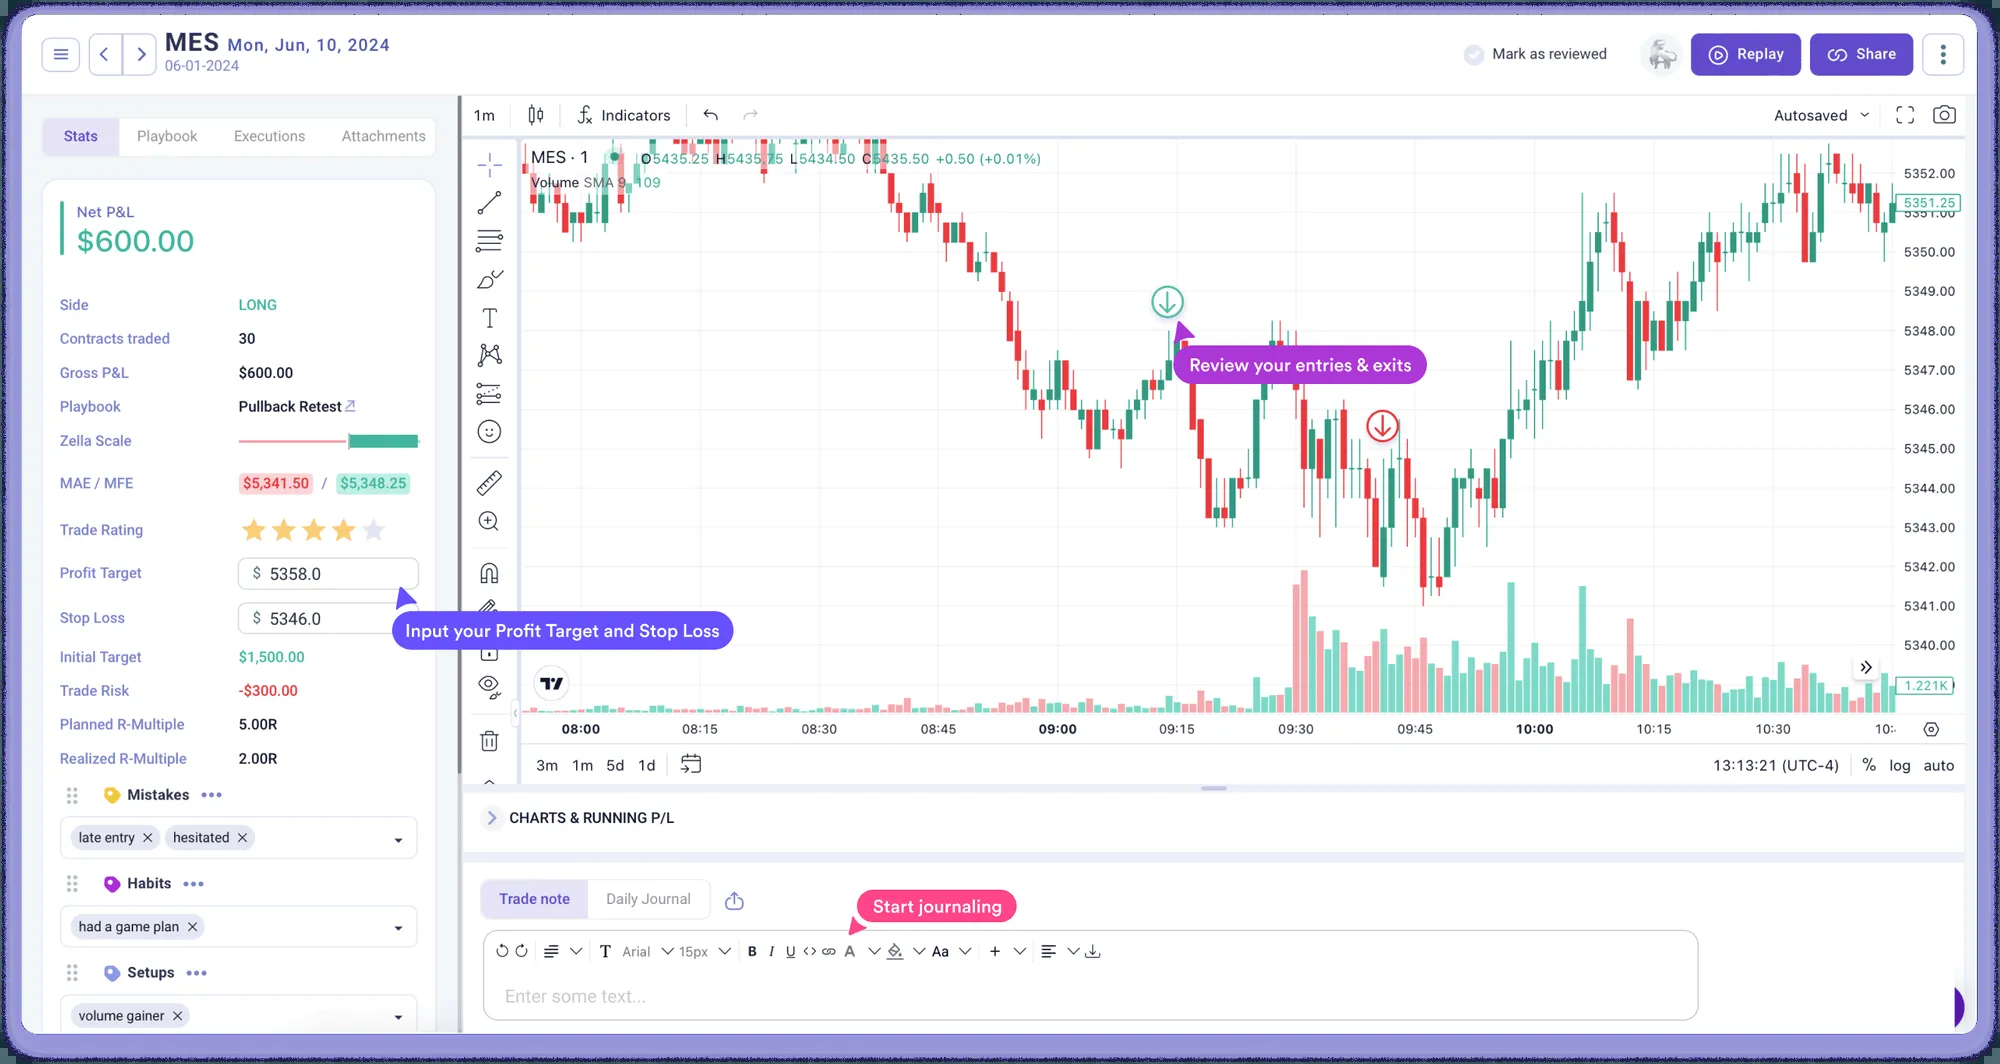 MES Mon, Jun, 10, 2024
06-01-2024
Mark as reviewed
Replay
Share
Stats
Playbook
Executions
Attachments
Net P&L
$600.00
Side LONG
Contracts traded 30
Gross P&L $600.00
Playbook Pullback Retest
Zella Scale
MAE / MFE $5,341.50 / $5,348.25
Trade Rating
Profit Target $ 5358.0
Stop Loss $ 5346.0
Input your Profit Target and Stop Loss
Initial Target $1,500.00
Trade Risk -$300.00
Planned R-Multiple 5.00R
Realized R-Multiple 2.00R
Mistakes
late entry
hesitated
Habits
had a game plan
Setups
volume gainer
1m
Indicators
Autosaved
MES · 1 O5435.25 H5435.75 L5434.50 C5435.50 +0.50 (+0.01%)
Volume SMA 9 109
Review your entries & exits
5352.00
5351.25
5351.00
5350.00
5349.00
5348.00
5347.00
5346.00
5345.00
5344.00
5343.00
5342.00
5341.00
5340.00
1.221K
08:00 08:15 08:30 08:45 09:00 09:15 09:30 09:45 10:00 10:15 10:30 10:
3m 1m 5d 1d
13:13:21 (UTC-4) % log auto
CHARTS & RUNNING P/L
Trade note
Daily Journal
Start journaling
T Arial 15px B I U <> A Aa +
Enter some text...